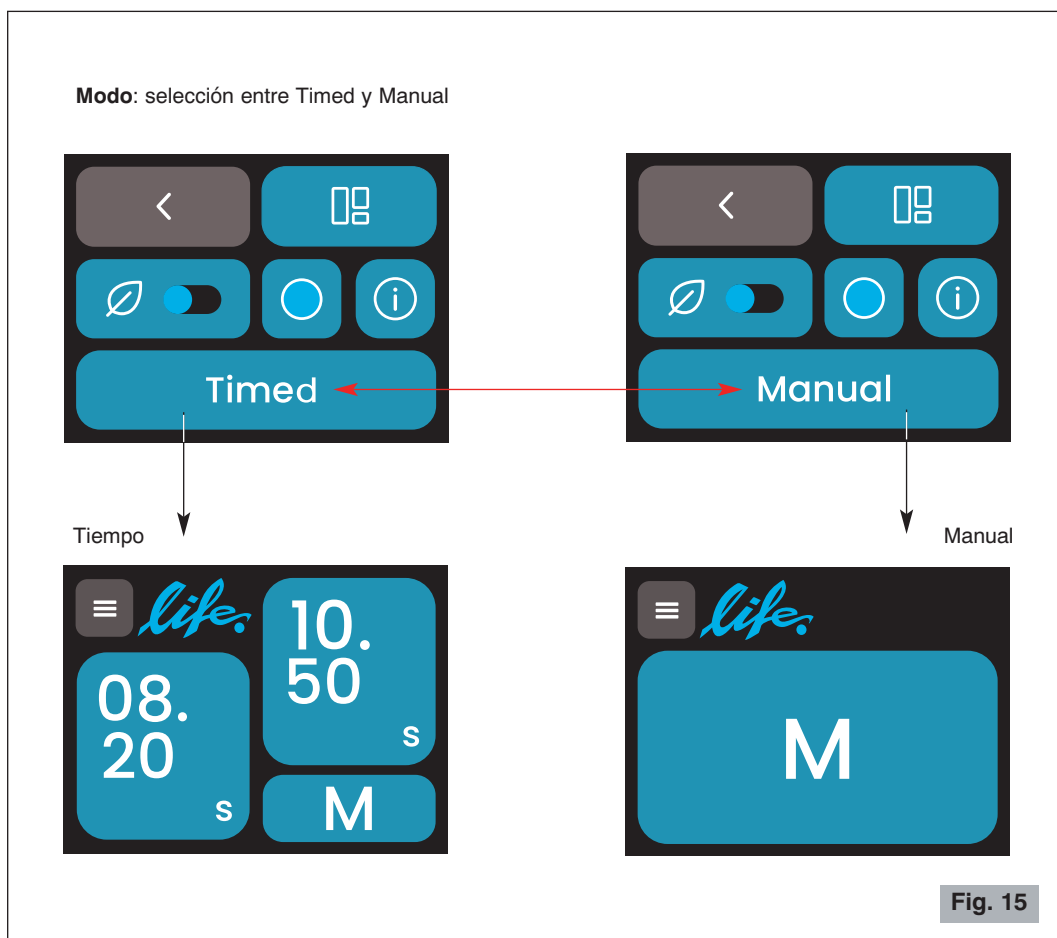 Modo: selección entre Timed y Manual
Timed
Manual
Tiempo
Manual
life.
10.
50
s
08.
20
s
M
life.
M
Fig. 15